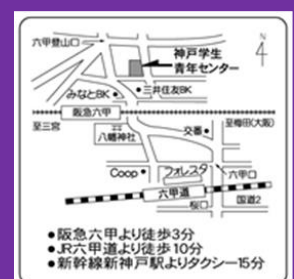 六甲登山口
N
4
神戸学生
青年センター
みなとBK
三井住友BK
阪急六甲
至三宮
八幡神社
交番
至梅田(大阪)
Coop
フォレスタ
六甲口
六甲道
桜口
国道2
●阪急六甲より徒歩3分
●JR六甲道より徒歩10分
●新幹線新神戸駅よりタクシー15分